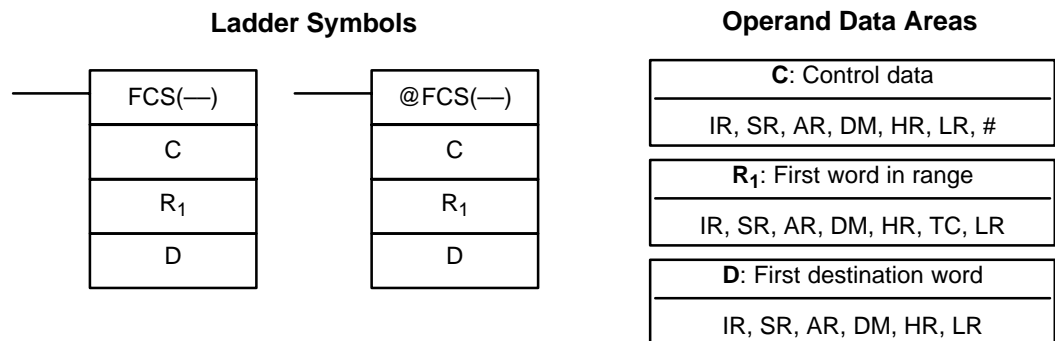 Ladder Symbols
FCS(––)
C
R1
D
@FCS(––)
C
R1
D
Operand Data Areas
C: Control data
IR, SR, AR, DM, HR, LR, #
R1: First word in range
IR, SR, AR, DM, HR, TC, LR
D: First destination word
IR, SR, AR, DM, HR, LR